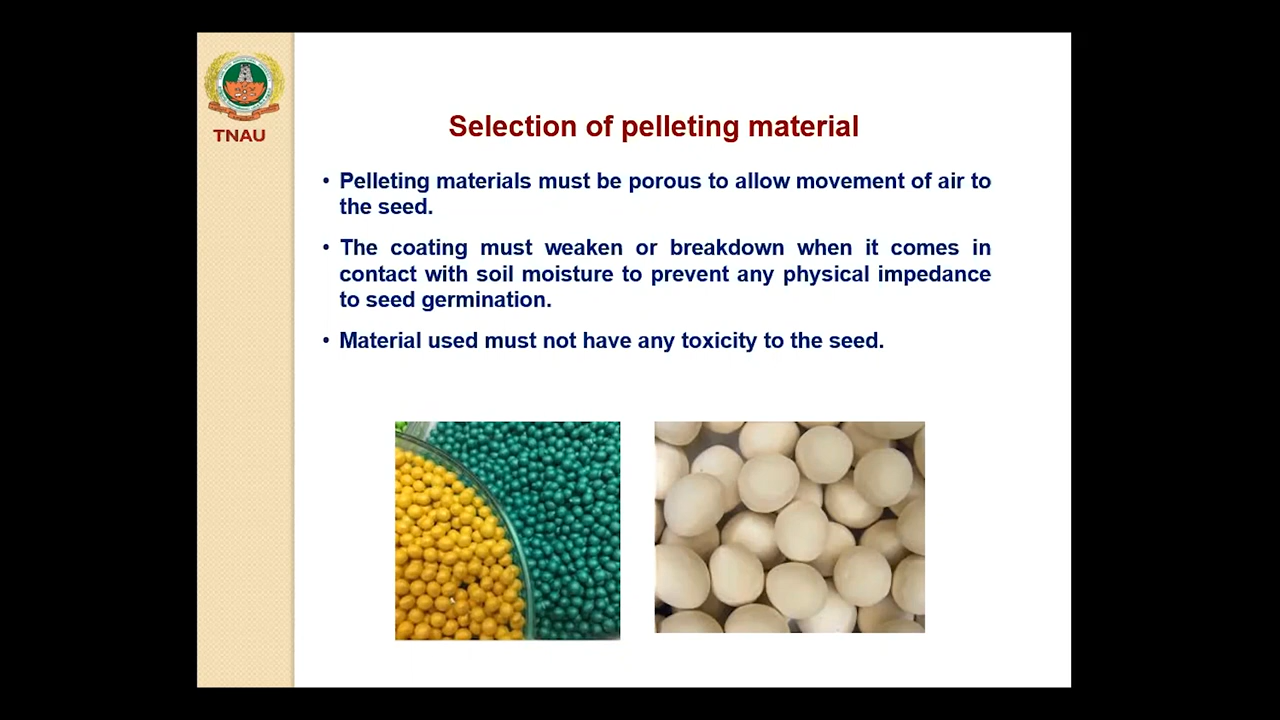 TNAU
Selection of pelleting material
• Pelleting materials must be porous to allow movement of air to
the seed.
• The coating must weaken or breakdown when it comes in
contact with soil moisture to prevent any physical impedance
to seed germination.
• Material used must not have any toxicity to the seed.